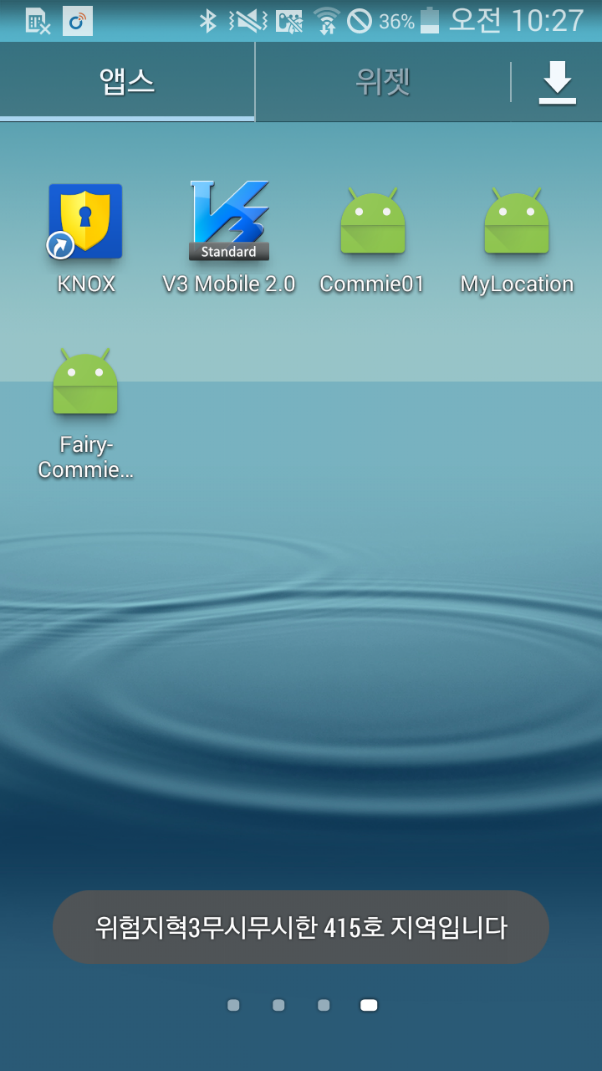 36% 오전 10:27
앱스 위젯
KNOX V3 Standard V3 Mobile 2.0 Commie01 MyLocation
Fairy-
Commie...
위험지혁3무시무시한 415호 지역입니다